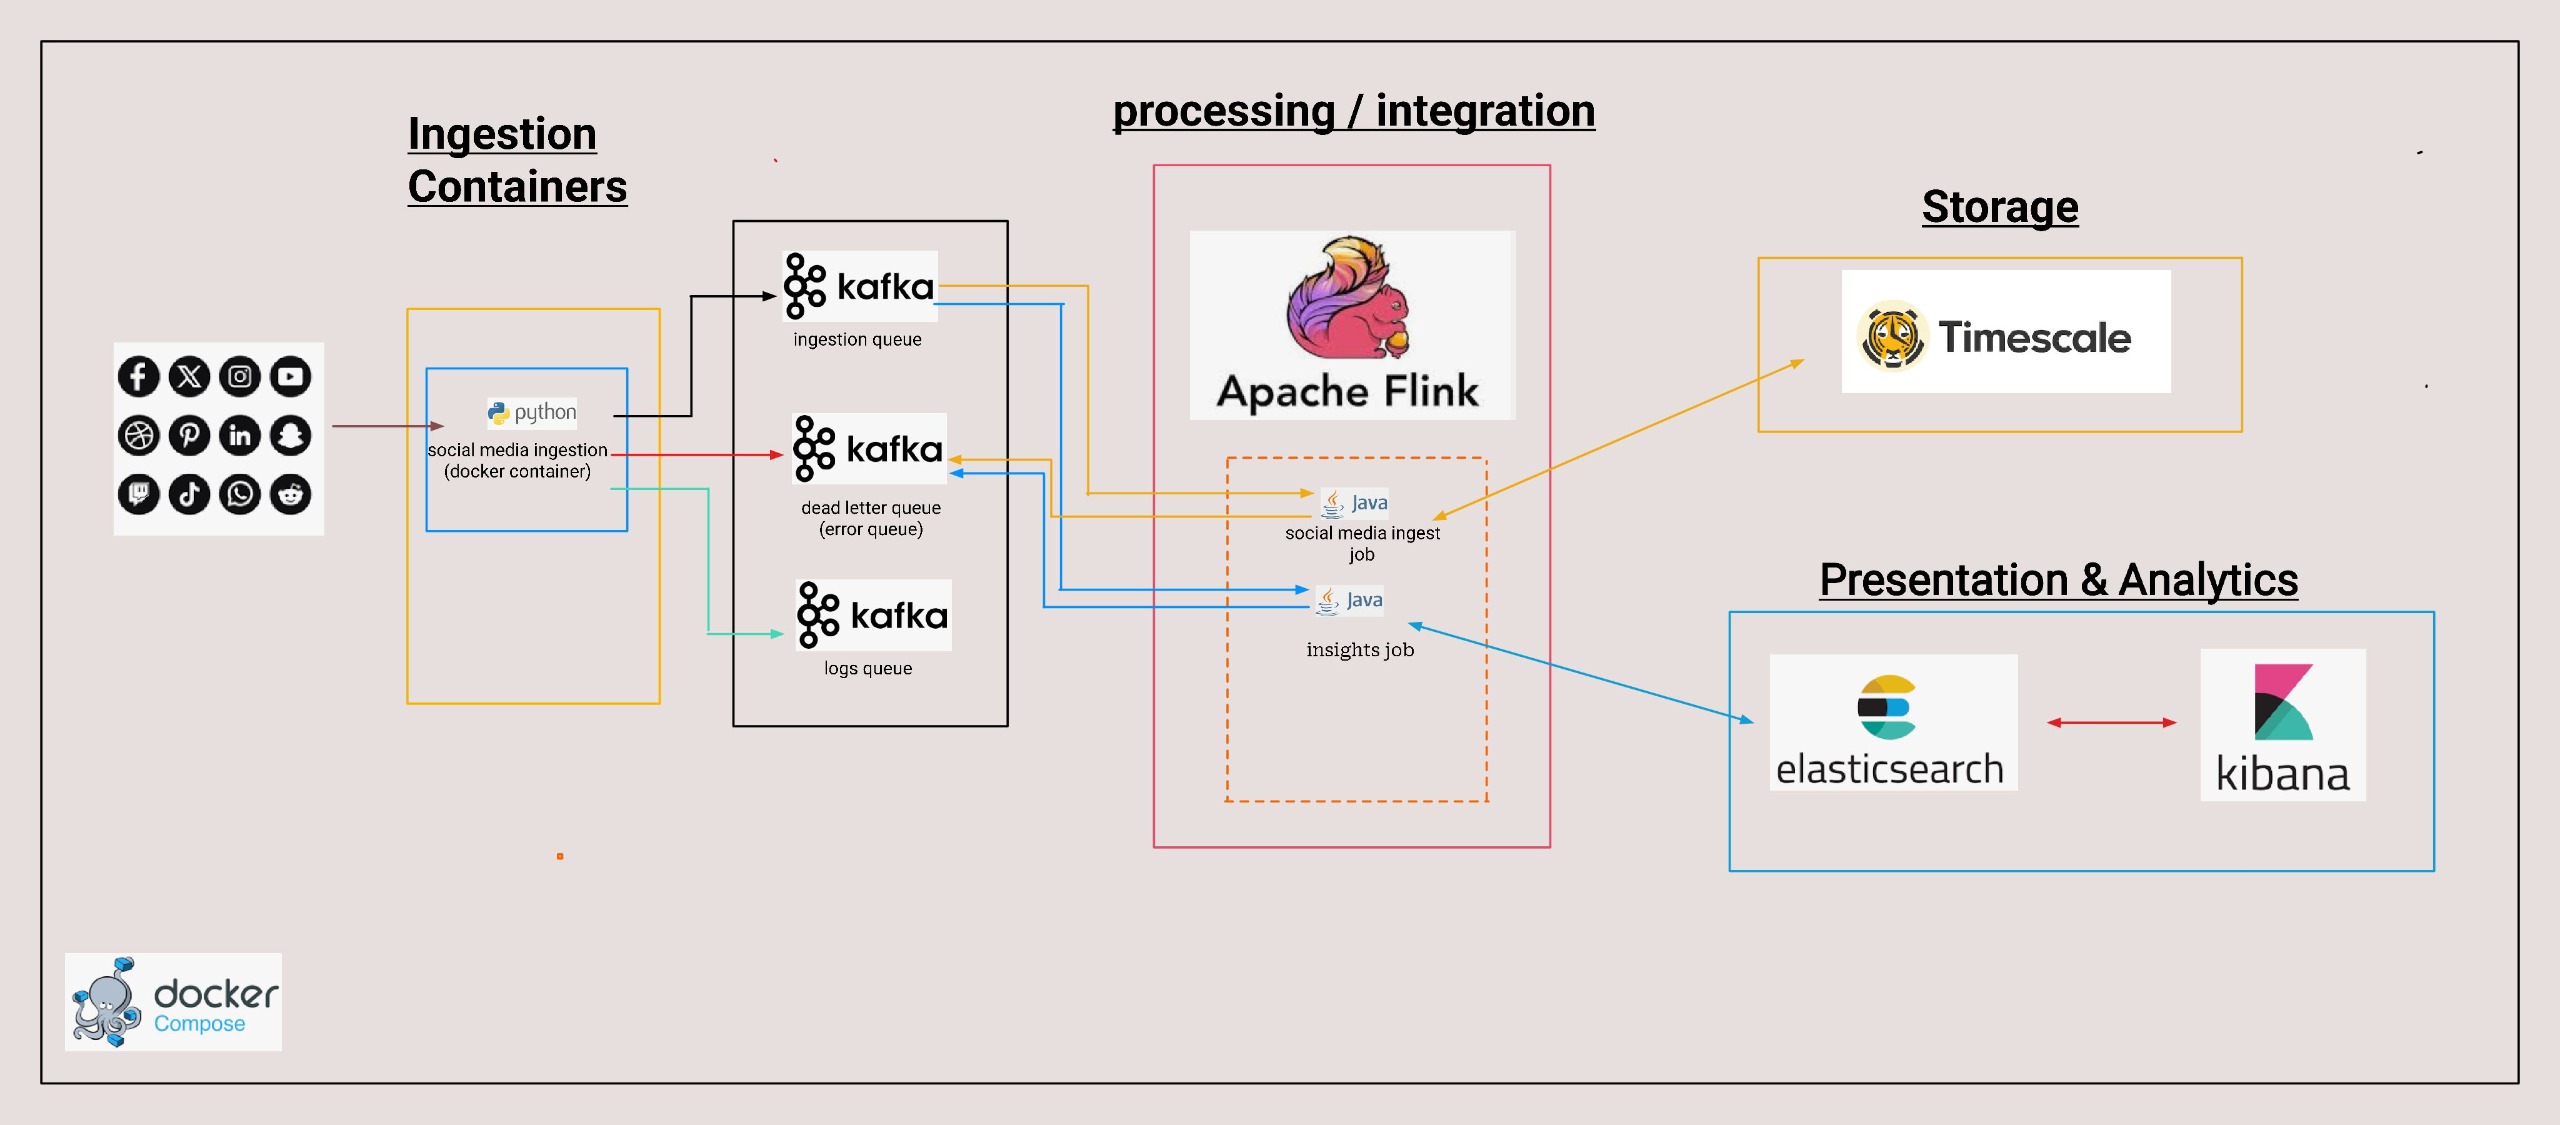 Ingestion
Containers
processing / integration
Storage
kafka
ingestion queue
python
social media ingestion
(docker container)
kafka
dead letter queue
(error queue)
kafka
logs queue
Apache Flink
Java
social media ingest
job
Java
insights job
Timescale
Presentation & Analytics
elasticsearch
kibana
docker
Compose